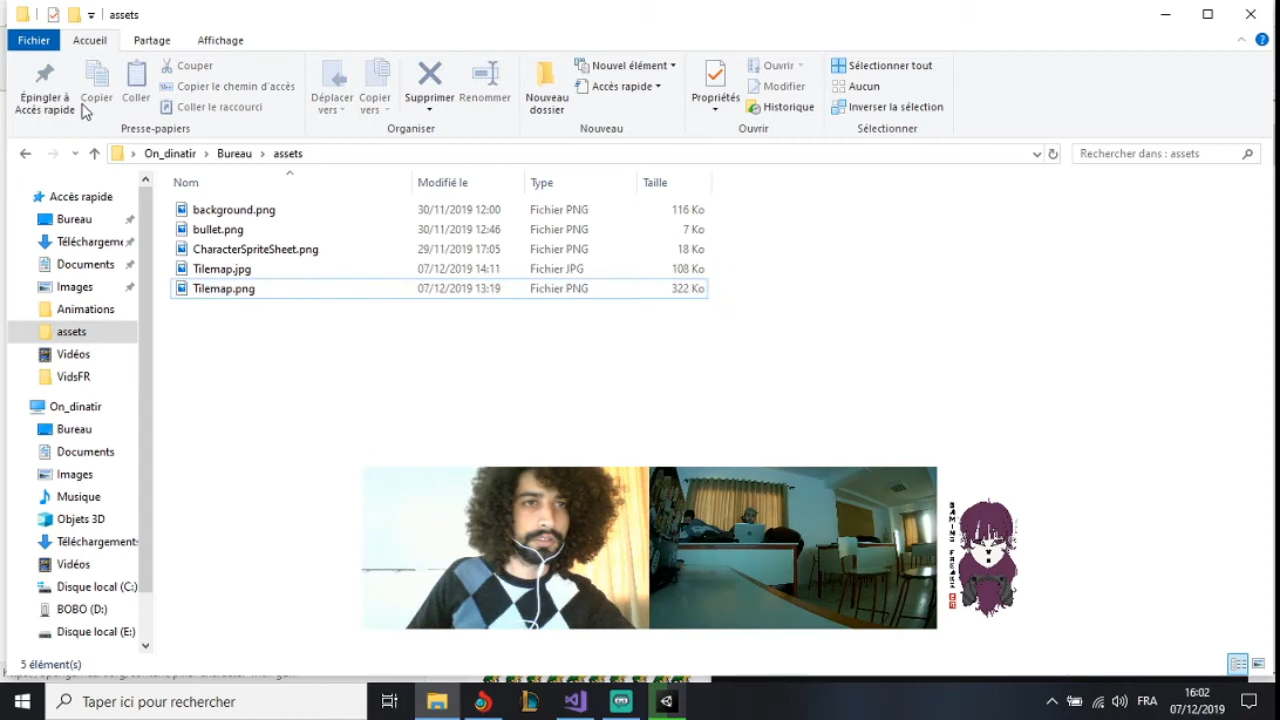 assets
Fichier Accueil Partage Affichage
Épingler à Accès rapide
Copier
Coller
Couper
Copier le chemin d'accès
Coller le raccourci
Presse-papiers
Déplacer vers
Copier vers
Supprimer
Renommer
Organiser
Nouveau dossier
Nouvel élément
Accès rapide
Nouveau
Propriétés
Ouvrir
Modifier
Historique
Ouvrir
Sélectionner tout
Aucun
Inverser la sélection
Sélectionner
On_dinatir > Bureau > assets
Rechercher dans : assets
Nom Modifié le Type Taille
background.png 30/11/2019 12:00 Fichier PNG 116 Ko
bullet.png 30/11/2019 12:46 Fichier PNG 7 Ko
CharacterSpriteSheet.png 29/11/2019 17:05 Fichier PNG 18 Ko
Tilemap.jpg 07/12/2019 14:11 Fichier JPG 108 Ko
Tilemap.png 07/12/2019 13:19 Fichier PNG 322 Ko
Accès rapide
Bureau
Téléchargeme
Documents
Images
Animations
assets
Vidéos
VidsFR
On_dinatir
Bureau
Documents
Images
Musique
Objets 3D
Téléchargements
Vidéos
Disque local (C:)
BOBO (D:)
Disque local (E:)
GAMING FREAKE
5 élément(s)
Taper ici pour rechercher
FRA
16:02
07/12/2019